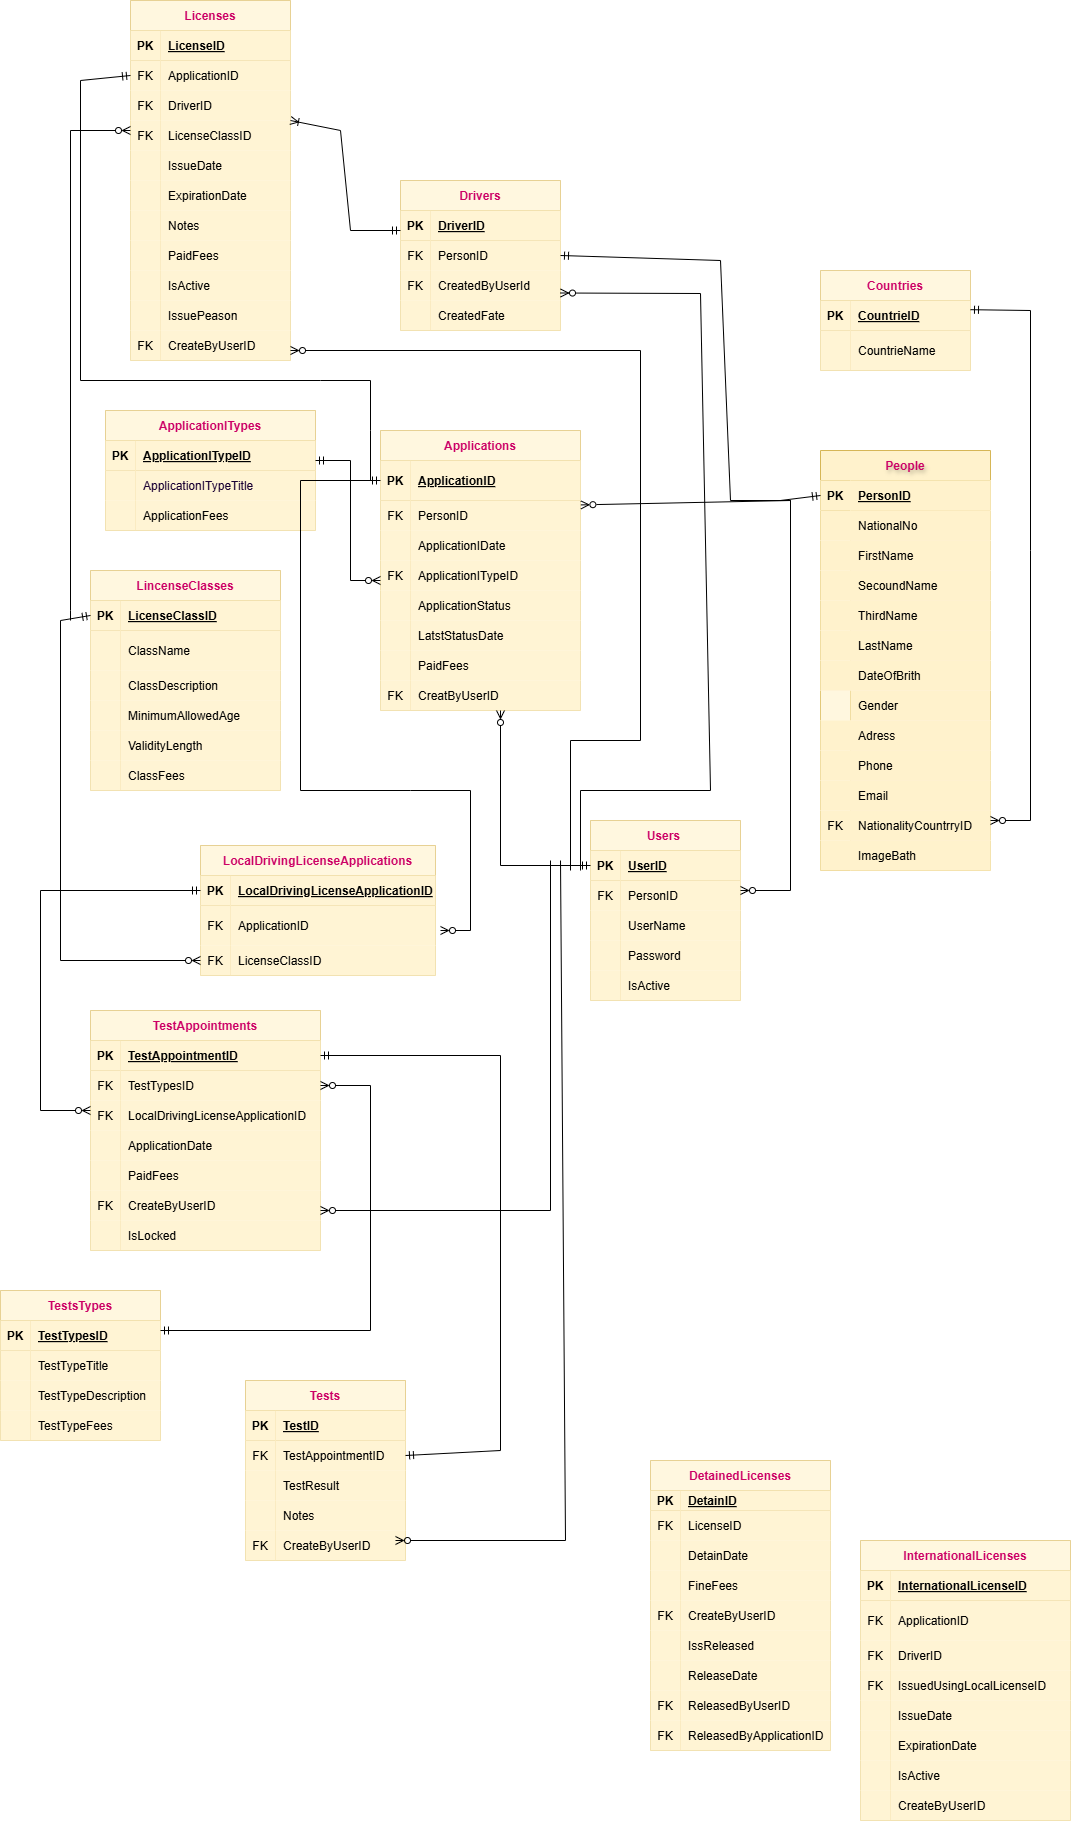 Licenses
PK LicenseID
FK ApplicationID
FK DriverID
FK LicenseClassID
IssueDate
ExpirationDate
Notes
PaidFees
IsActive
IssuePeason
FK CreateByUserID
Drivers
PK DriverID
FK PersonID
FK CreatedByUserId
CreatedFate
Countries
PK CountrieID
CountrieName
ApplicationlTypes
PK ApplicationlTypeID
ApplicationlTypeTitle
ApplicationFees
Applications
PK ApplicationID
FK PersonID
ApplicationlDate
FK ApplicationlTypeID
ApplicationStatus
LatstStatusDate
PaidFees
FK CreatByUserID
People
PK PersonID
NationalNo
FirstName
SecoundName
ThirdName
LastName
DateOfBrith
Gender
Adress
Phone
Email
FK NationalityCountrryID
ImageBath
LincenseClasses
PK LicenseClassID
ClassName
ClassDescription
MinimumAllowedAge
ValidityLength
ClassFees
Users
PK UserID
FK PersonID
UserName
Password
IsActive
LocalDrivingLicenseApplications
PK LocalDrivingLicenseApplicationID
FK ApplicationID
FK LicenseClassID
TestAppointments
PK TestAppointmentID
FK TestTypesID
FK LocalDrivingLicenseApplicationID
ApplicationDate
PaidFees
FK CreateByUserID
IsLocked
TestsTypes
PK TestTypesID
TestTypeTitle
TestTypeDescription
TestTypeFees
Tests
PK TestID
FK TestAppointmentID
TestResult
Notes
FK CreateByUserID
DetainedLicenses
PK DetainID
FK LicenseID
DetainDate
FineFees
FK CreateByUserID
IssReleased
ReleaseDate
FK ReleasedByUserID
FK ReleasedByApplicationID
InternationalLicenses
PK InternationalLicenseID
FK ApplicationID
FK DriverID
FK IssuedUsingLocalLicenseID
IssueDate
ExpirationDate
IsActive
CreateByUserID